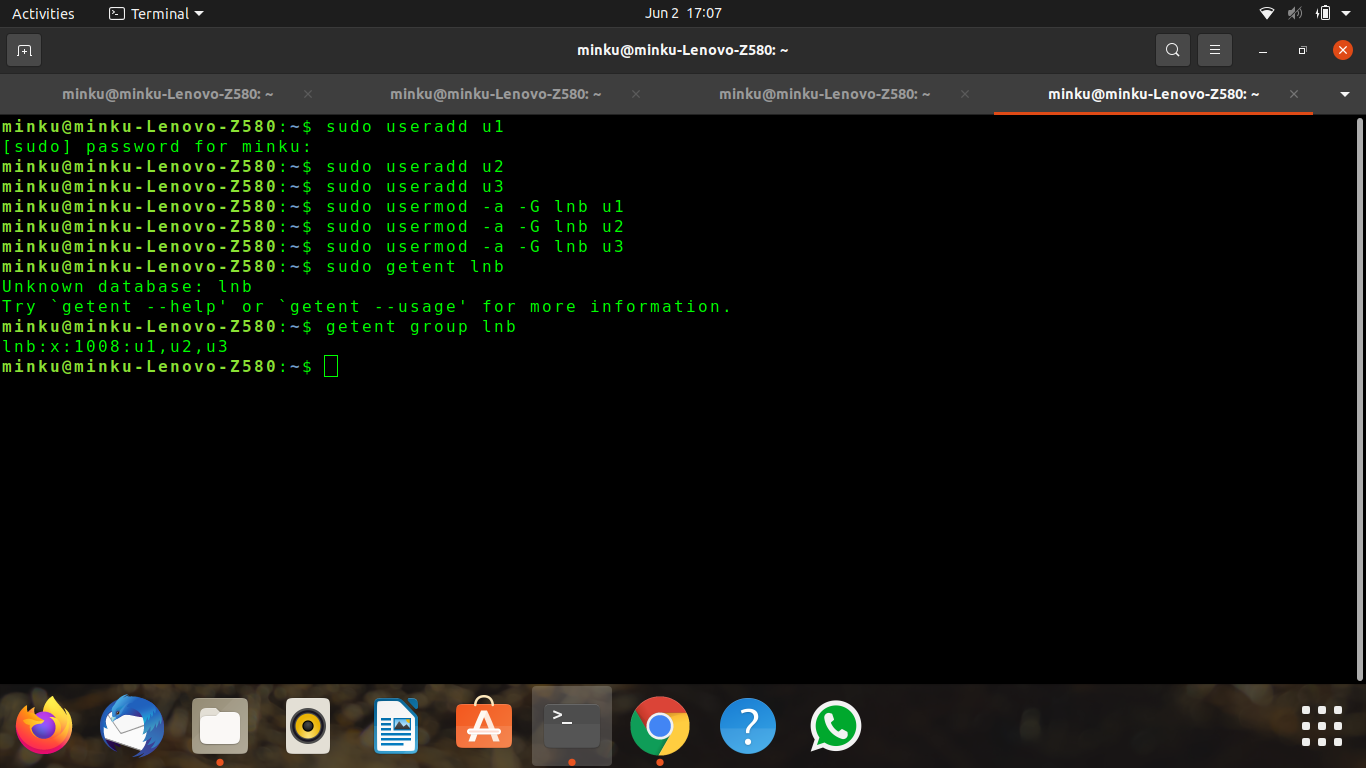 Activities
Terminal
Jun 2 17:07
minku@minku-Lenovo-Z580: ~
minku@minku-Lenovo-Z580: ~
minku@minku-Lenovo-Z580: ~
minku@minku-Lenovo-Z580: ~
minku@minku-Lenovo-Z580: ~
minku@minku-Lenovo-Z580:~$ sudo useradd u1
[sudo] password for minku:
minku@minku-Lenovo-Z580:~$ sudo useradd u2
minku@minku-Lenovo-Z580:~$ sudo useradd u3
minku@minku-Lenovo-Z580:~$ sudo usermod -a -G lnb u1
minku@minku-Lenovo-Z580:~$ sudo usermod -a -G lnb u2
minku@minku-Lenovo-Z580:~$ sudo usermod -a -G lnb u3
minku@minku-Lenovo-Z580:~$ sudo getent lnb
Unknown database: lnb
Try `getent --help' or `getent --usage' for more information.
minku@minku-Lenovo-Z580:~$ getent group lnb
lnb:x:1008:u1,u2,u3
minku@minku-Lenovo-Z580:~$